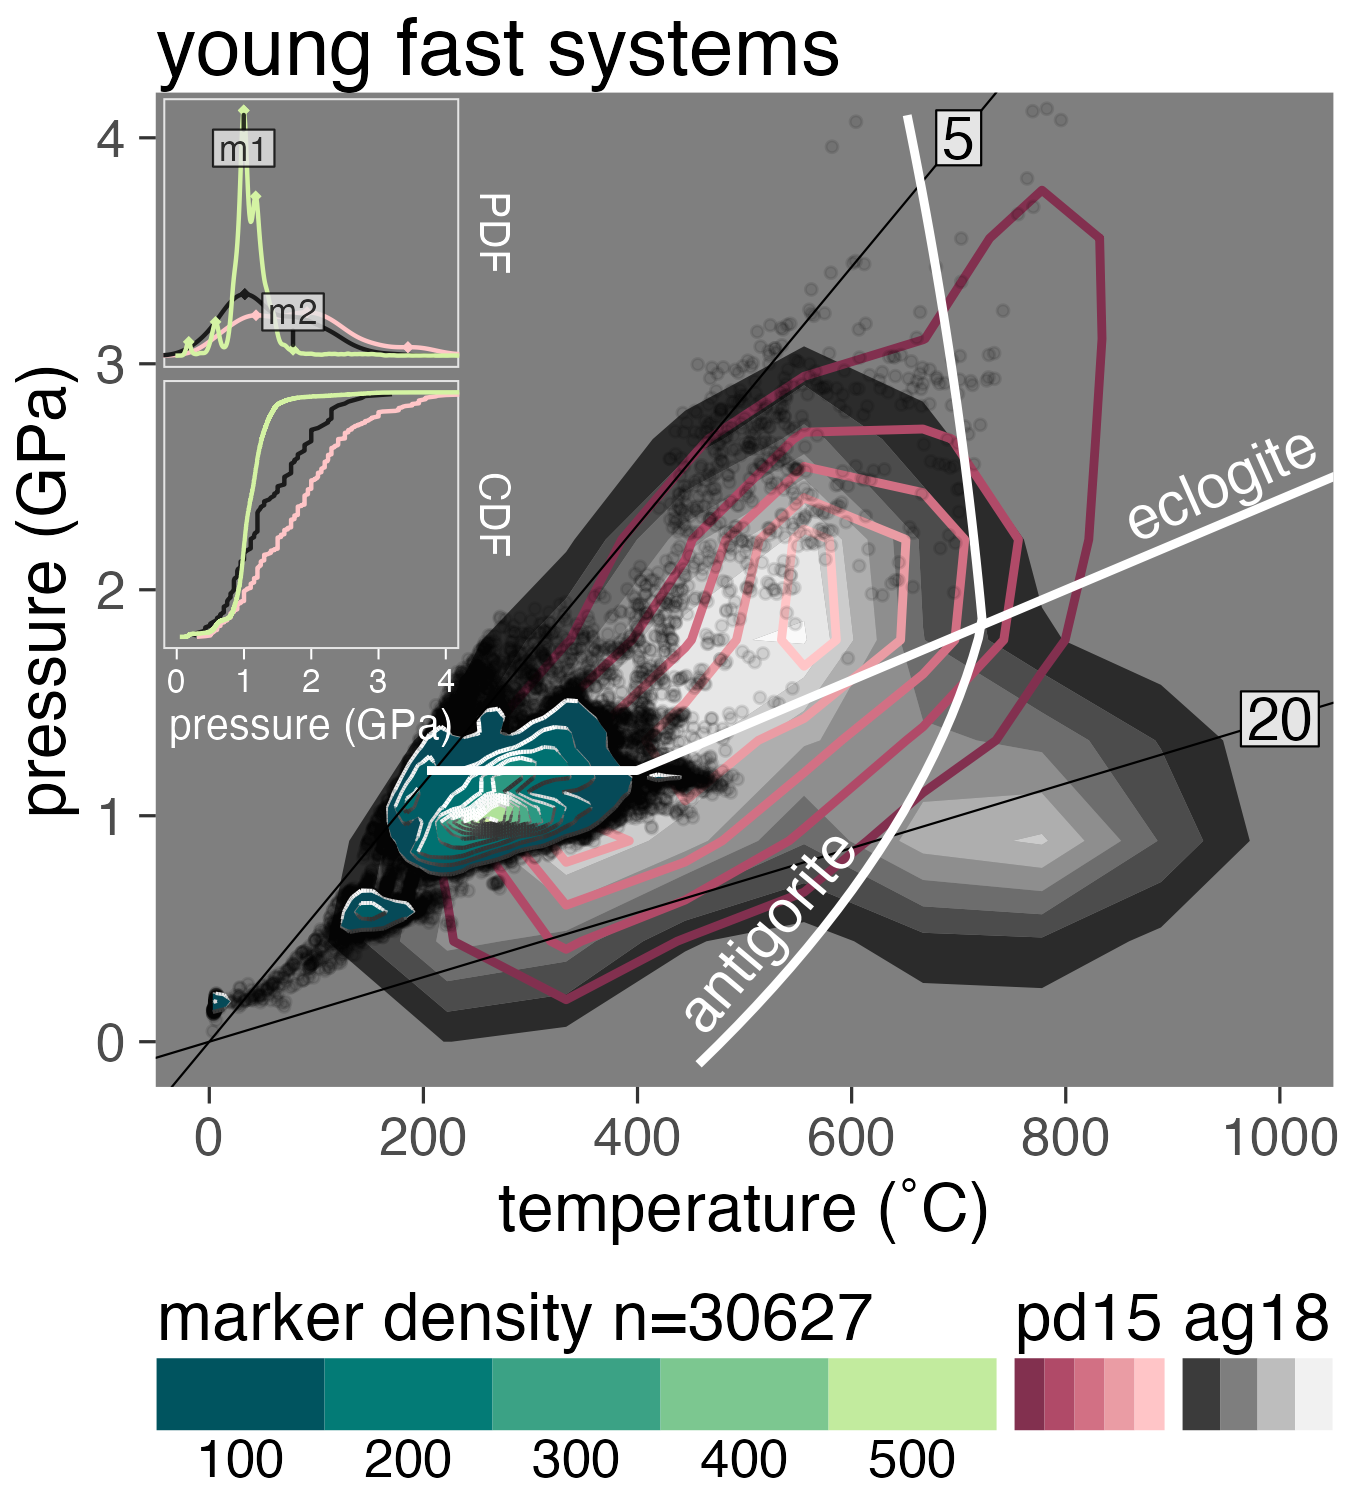 young fast systems
4
3
2
1
0
pressure (GPa)
m1
m2
PDF
CDF
0 1 2 3 4
pressure (GPa)
5
20
eclogite
antigorite
0 200 400 600 800 1000
temperature (˚C)
marker density n=30627 pd15 ag18
100 200 300 400 500